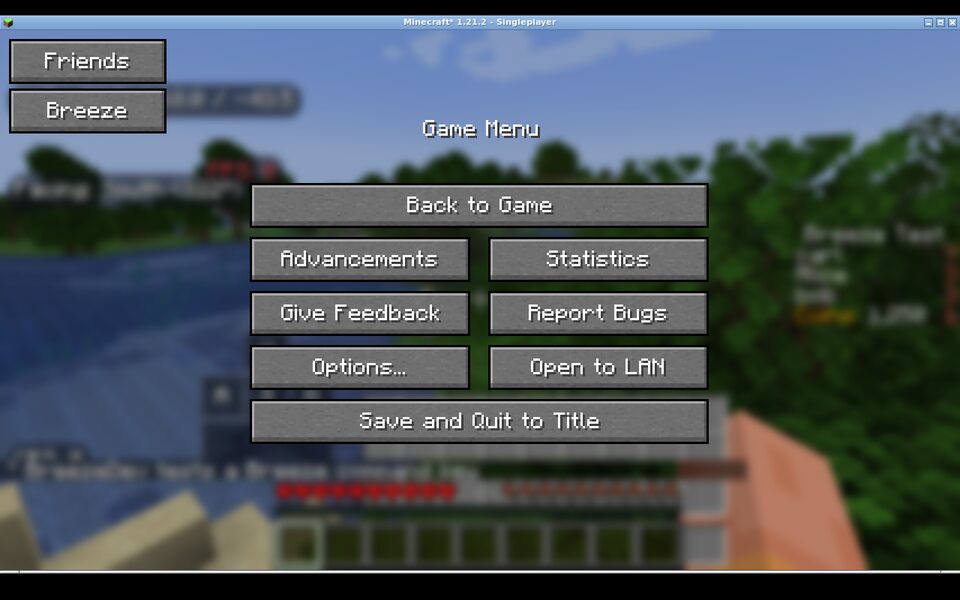 Minecraft* 1.21.2 - Singleplayer
Friends
Breeze
Game Menu
Back to Game
Advancements
Statistics
Give Feedback
Report Bugs
Options...
Open to LAN
Save and Quit to Title